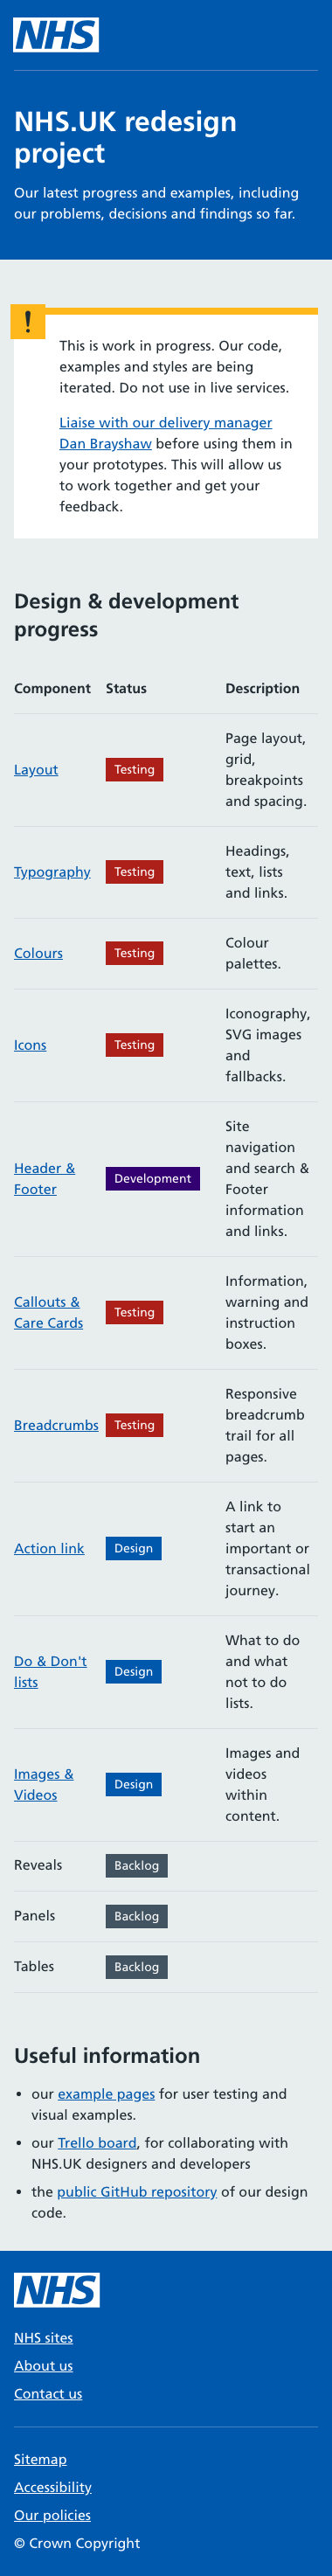 NHS
NHS.UK redesign
project
Our latest progress and examples, including
our problems, decisions and findings so far.
!
This is work in progress. Our code,
examples and styles are being
iterated. Do not use in live services.
Liaise with our delivery manager
Dan Brayshaw before using them in
your prototypes. This will allow us
to work together and get your
feedback.
Design & development
progress
Component Status Description
Layout Testing Page layout,
grid,
breakpoints
and spacing.
Typography Testing Headings,
text, lists
and links.
Colours Testing Colour
palettes.
Icons Testing Iconography,
SVG images
and
fallbacks.
Header &
Footer Development Site
navigation
and search &
Footer
information
and links.
Callouts &
Care Cards Testing Information,
warning and
instruction
boxes.
Breadcrumbs Testing Responsive
breadcrumb
trail for all
pages.
Action link Design A link to
start an
important or
transactional
journey.
Do & Don't
lists Design What to do
and what
not to do
lists.
Images &
Videos Design Images and
videos
within
content.
Reveals Backlog
Panels Backlog
Tables Backlog
Useful information
• our example pages for user testing and
visual examples.
• our Trello board, for collaborating with
NHS.UK designers and developers
• the public GitHub repository of our design
code.
NHS
NHS sites
About us
Contact us
Sitemap
Accessibility
Our policies
© Crown Copyright